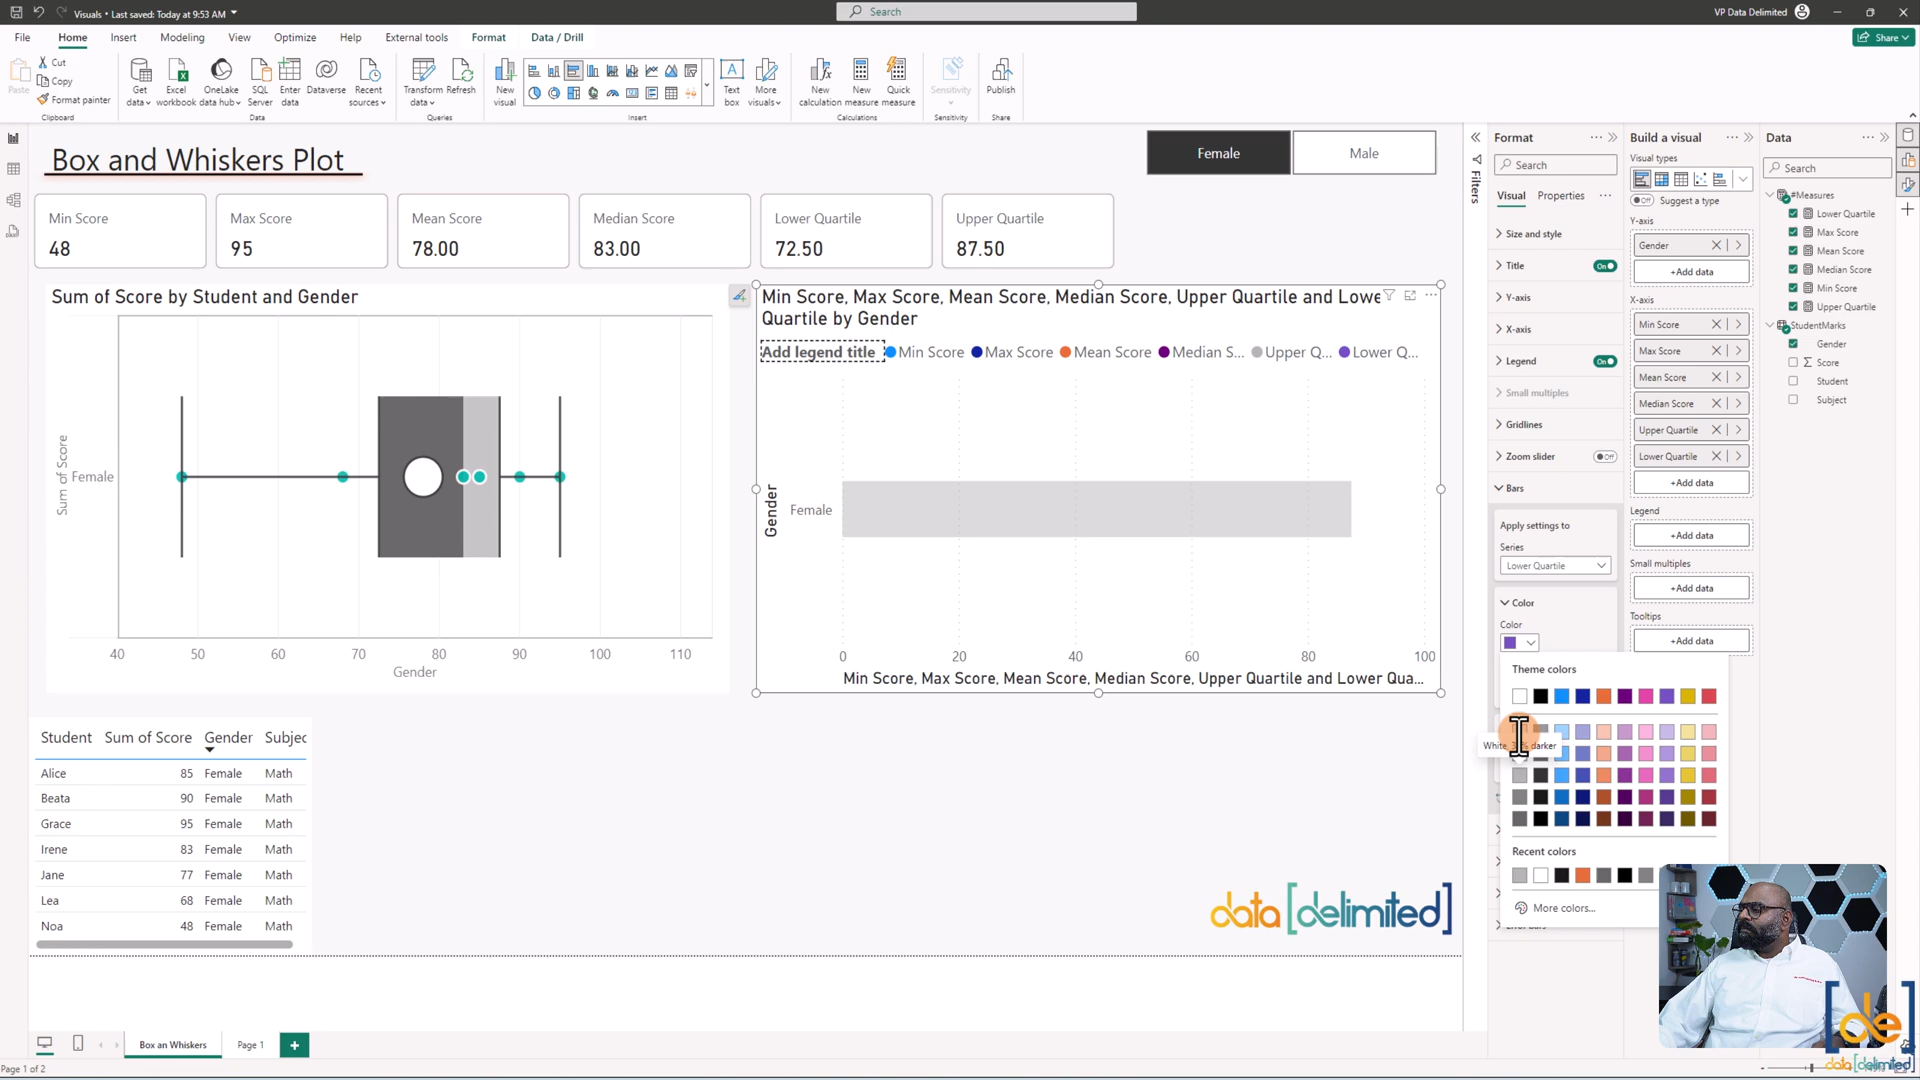 Visuals • Last saved: Today at 9:53 AM
Search
VP Data Delimited
File Home Insert Modeling View Optimize Help External tools Format Data / Drill
Share
Paste
Cut
Copy
Format painter
Clipboard
Get data
Excel workbook
OneLake data hub
SQL Server
Enter data
Dataverse
Recent sources
Data
Transform data
Refresh
Queries
New visual
Text box
More visuals
Insert
New calculation
New measure
Quick measure
Calculations
Sensitivity
Sensitivity
Publish
Share
Box and Whiskers Plot
Female
Male
Min Score
48
Max Score
95
Mean Score
78.00
Median Score
83.00
Lower Quartile
72.50
Upper Quartile
87.50
Sum of Score by Student and Gender
Sum of Score
Female
40 50 60 70 80 90 100 110
Gender
Min Score, Max Score, Mean Score, Median Score, Upper Quartile and Lowe
Quartile by Gender
Add legend title Min Score Max Score Mean Score Median S... Upper Q... Lower Q...
Gender
Female
0 20 40 60 80 100
Min Score, Max Score, Mean Score, Median Score, Upper Quartile and Lower Qua...
Student Sum of Score Gender Subjec
Alice 85 Female Math
Beata 90 Female Math
Grace 95 Female Math
Irene 83 Female Math
Jane 77 Female Math
Lea 68 Female Math
Noa 48 Female Math
data [delimited]
Filters
Format
Search
Visual Properties
Size and style
Title On
Y-axis
X-axis
Legend On
Small multiples
Gridlines
Zoom slider Off
Bars
Apply settings to
Series
Lower Quartile
Color
Color
Theme colors
White, 3 % darker
Recent colors
More colors...
Error bars
Build a visual
Visual types
Off Suggest a type
Y-axis
Gender
+Add data
X-axis
Min Score
Max Score
Mean Score
Median Score
Upper Quartile
Lower Quartile
+Add data
Legend
+Add data
Small multiples
+Add data
Tooltips
+Add data
Data
Search
#Measures
Lower Quartile
Max Score
Mean Score
Median Score
Min Score
Upper Quartile
StudentMarks
Gender
Σ Score
Student
Subject
[de]
data [delimited]
Box an Whiskers
Page 1
+
Page 1 of 2